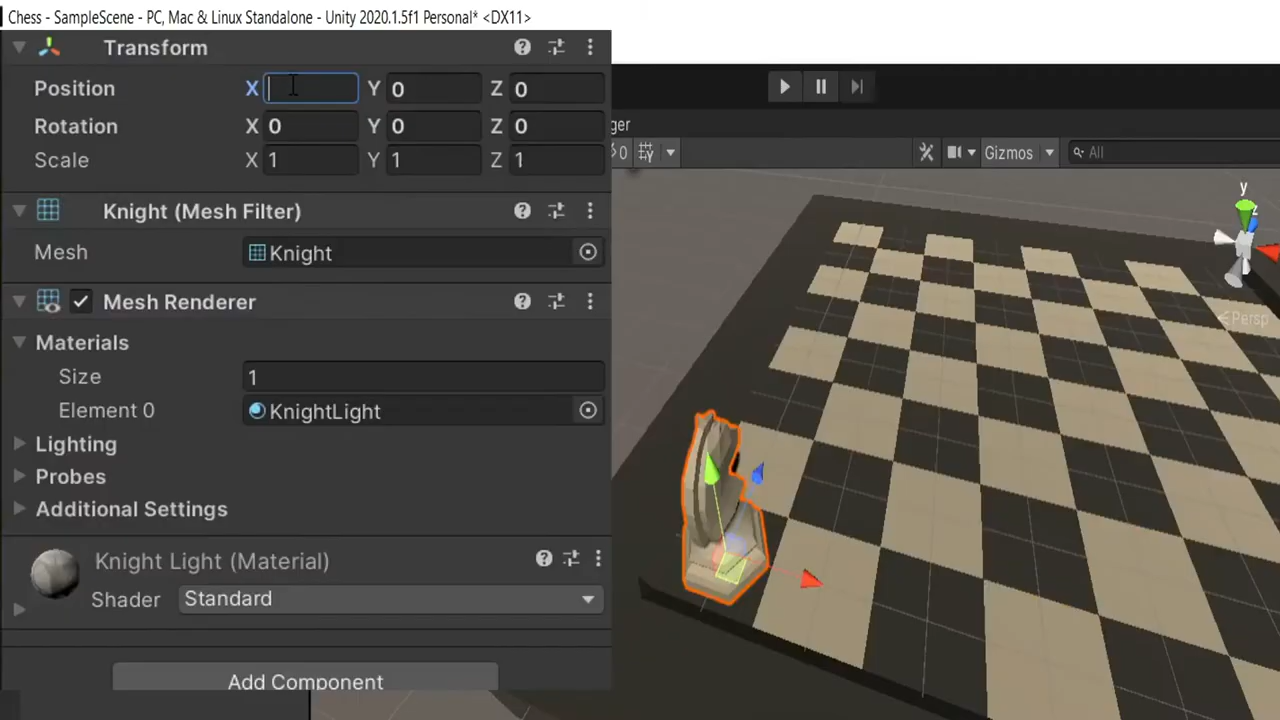 Chess - SampleScene - PC, Mac & Linux Standalone - Unity 2020.1.5f1 Personal* <DX11>
Transform
Position X Y 0 Z 0
Rotation X 0 Y 0 Z 0
Scale X 1 Y 1 Z 1
Knight (Mesh Filter)
Mesh Knight
Mesh Renderer
Materials
Size 1
Element 0 KnightLight
Lighting
Probes
Additional Settings
Knight Light (Material)
Shader Standard
Add Component
ger
0 Gizmos All
y
z
Persp